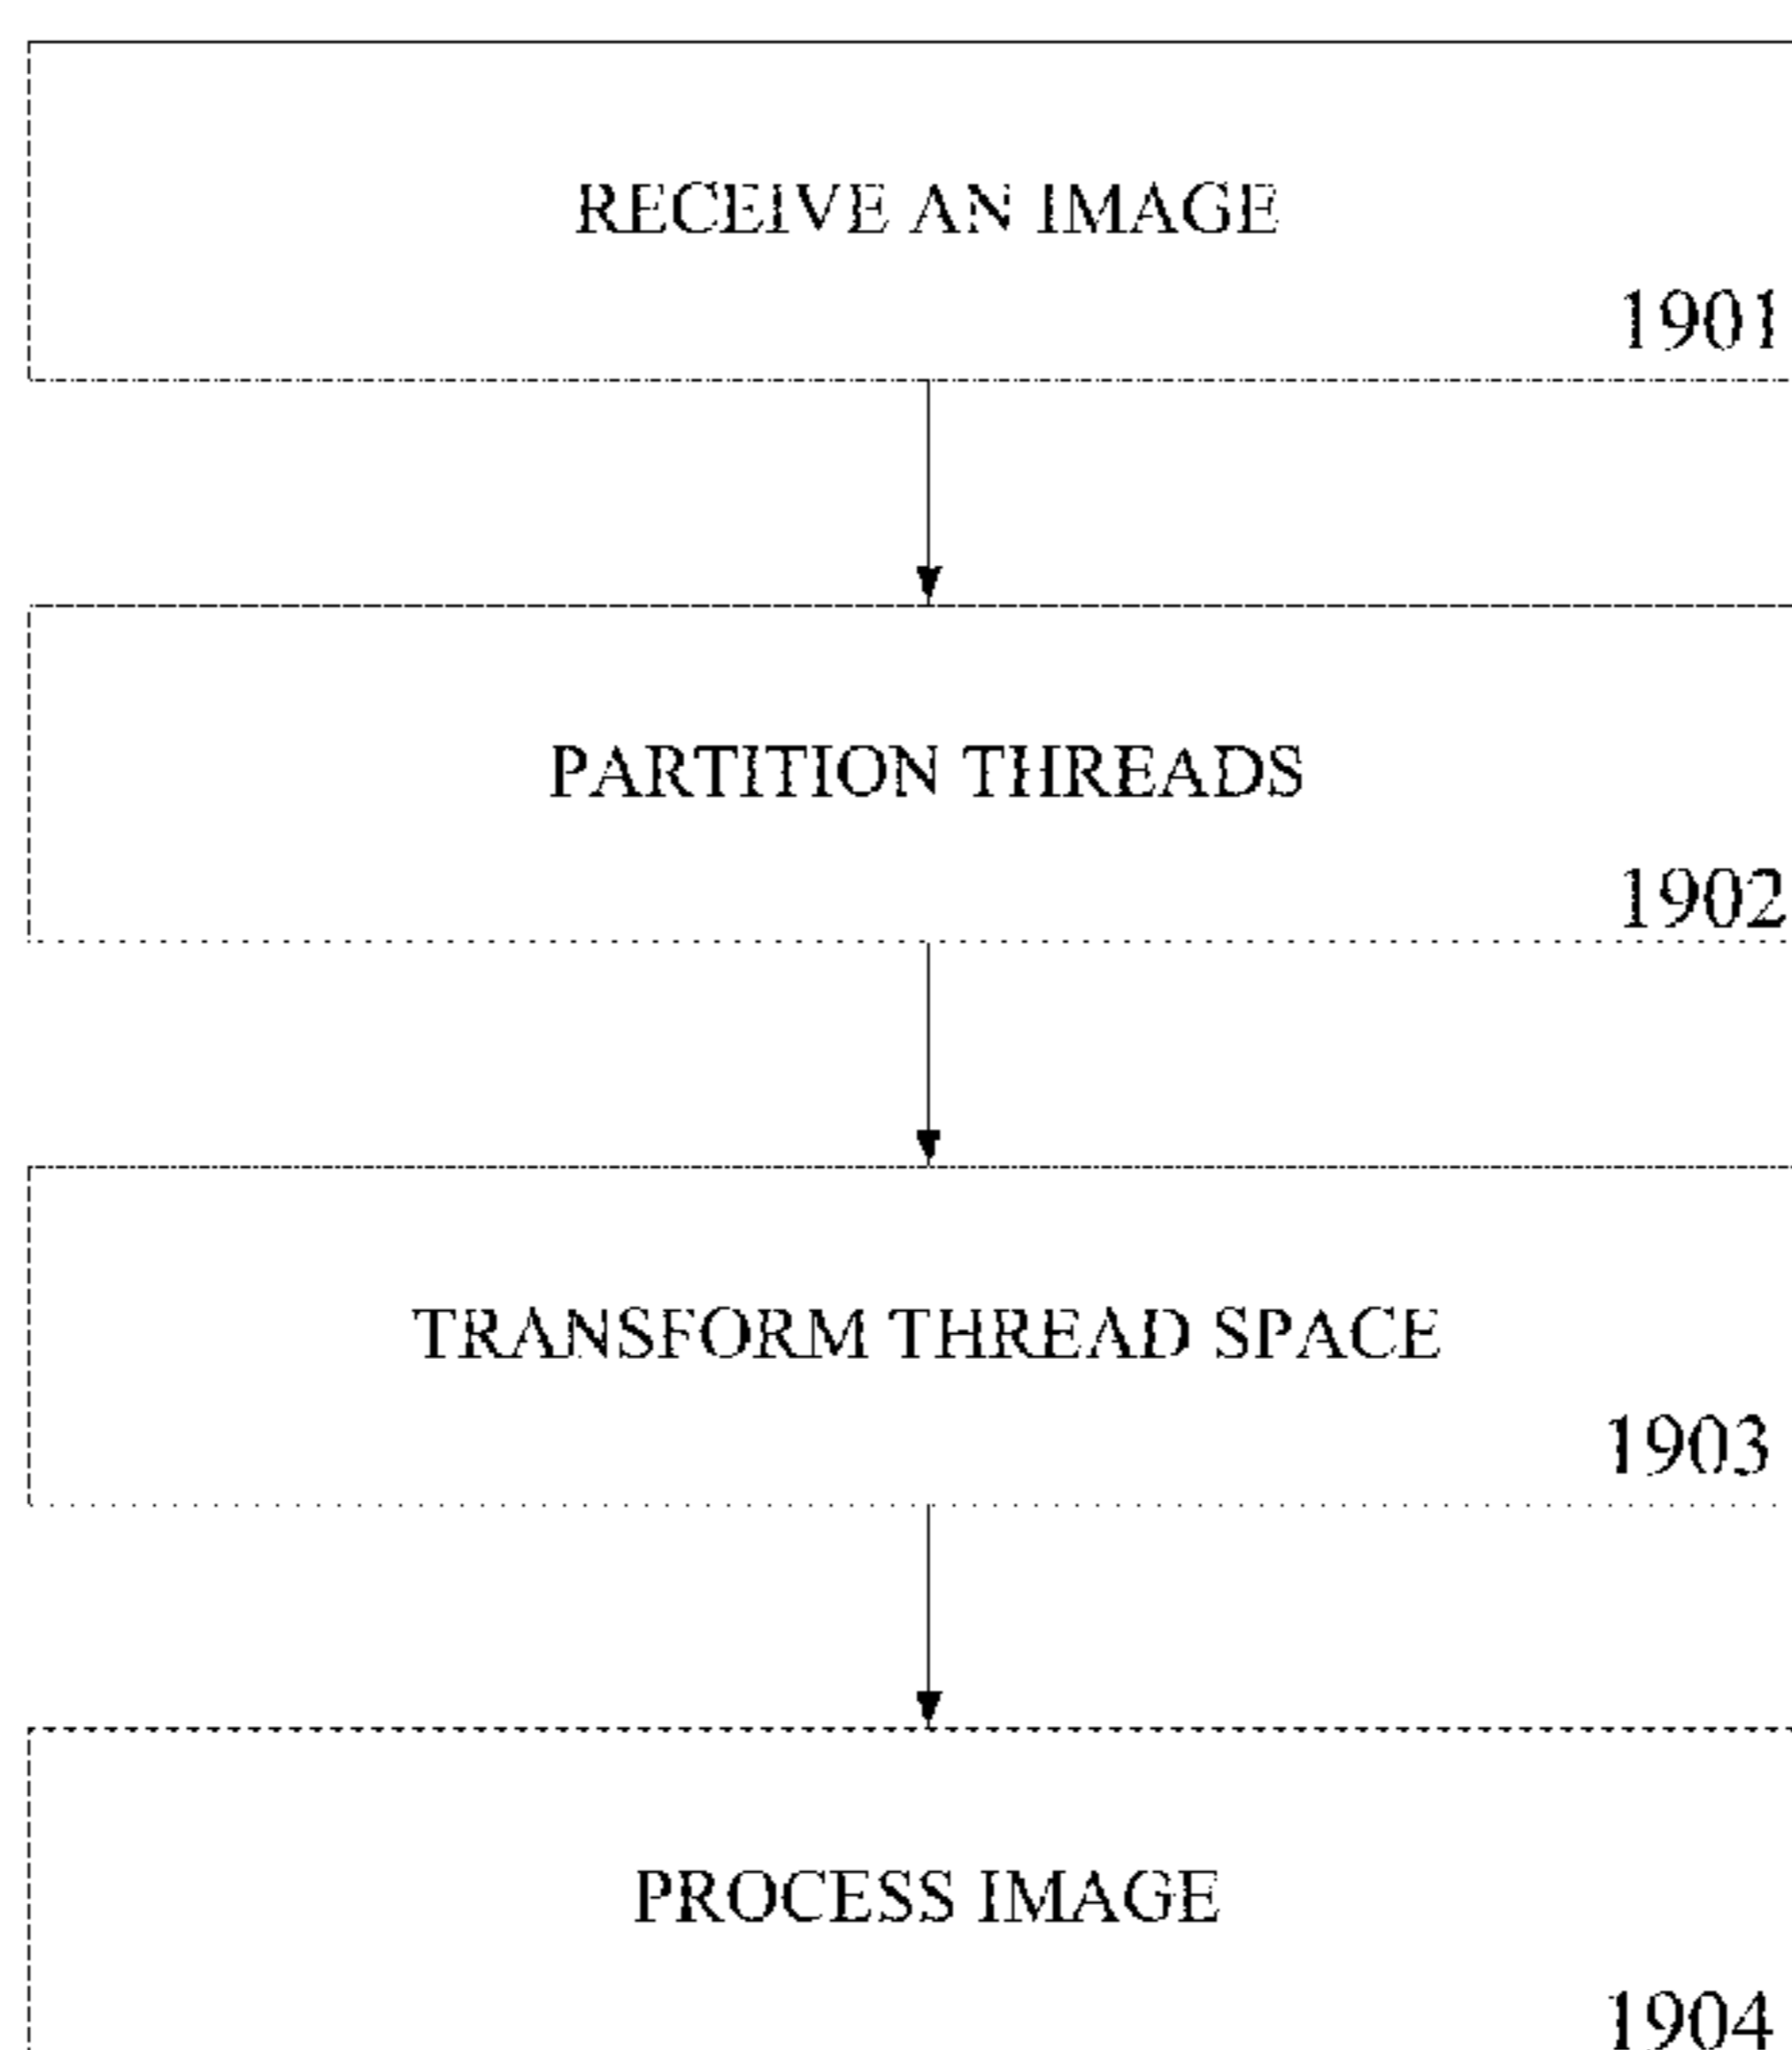 RECEIVE AN IMAGE
1901
PARTITION THREADS
1902
TRANSFORM THREAD SPACE
1903
PROCESS IMAGE
1904